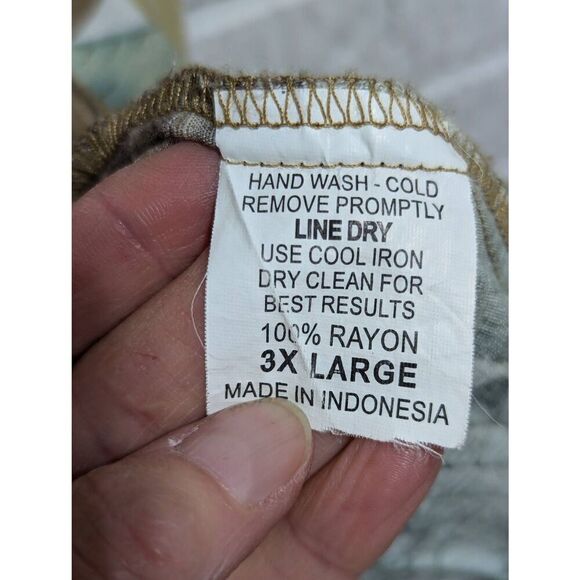 HAND WASH - COLD
REMOVE PROMPTLY
LINE DRY
USE COOL IRON
DRY CLEAN FOR
BEST RESULTS
100% RAYON
3X LARGE
MADE IN INDONESIA